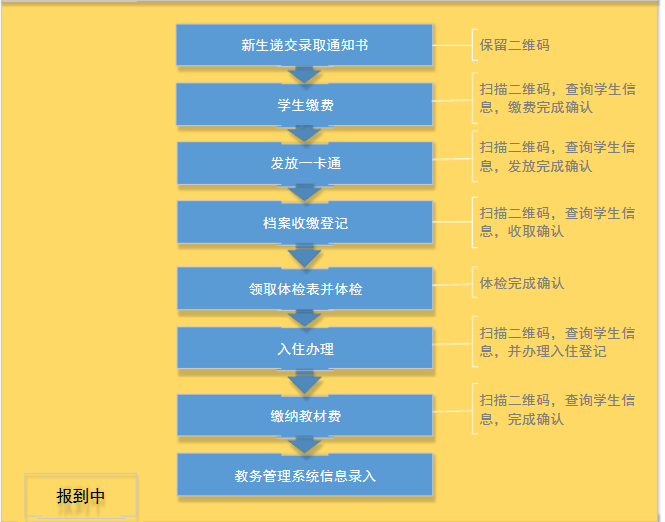 新生递交录取通知书
保留二维码
学生缴费
扫描二维码，查询学生信
息，缴费完成确认
发放一卡通
扫描二维码，查询学生信
息，发放完成确认
档案收缴登记
扫描二维码，查询学生信
息，收取确认
领取体检表并体检
体检完成确认
入住办理
扫描二维码，查询学生信
息，并办理入住登记
缴纳教材费
扫描二维码，查询学生信
息，完成确认
教务管理系统信息录入
报到中